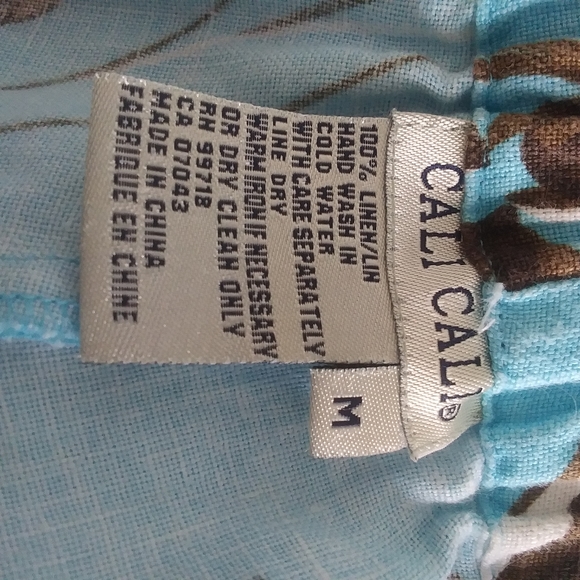 CALI CALI®
100% LINEN/LIN
HAND WASH IN
COLD WATER
WITH CARE SEPARATELY
LINE DRY
WARM IRON IF NECESSARY
OR DRY CLEAN ONLY
RN 99718
CA 07043
MADE IN CHINA
FABRIQUE EN CHINE
M